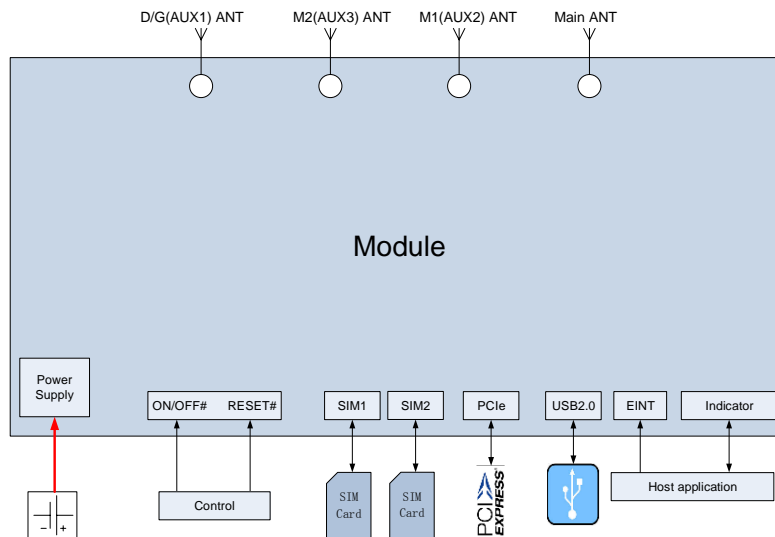 D/G(AUX1) ANT
M2(AUX3) ANT
M1(AUX2) ANT
Main ANT
Module
Power
Supply
ON/OFF#
RESET#
SIM1
SIM2
PCIe
USB2.0
EINT
Indicator
Control
SIM
Card
SIM
Card
PCI
EXPRESS
Host application
− +